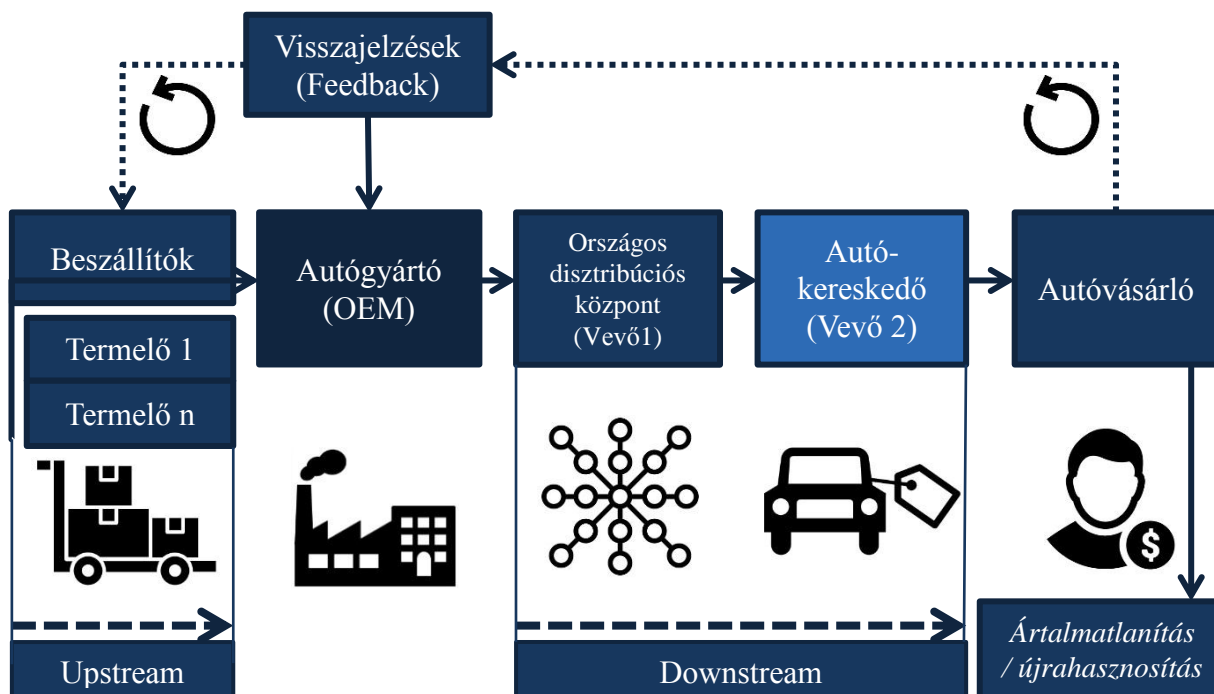 Visszajelzések
(Feedback)
Beszállítók
Termelő 1
Termelő n
Autógyártó
(OEM)
Országos
disztribúciós
központ
(Vevő1)
Autó-
kereskedő
(Vevő 2)
Autóvásárló
$
Upstream
Downstream
Ártalmatlanítás
/ újrahasznosítás